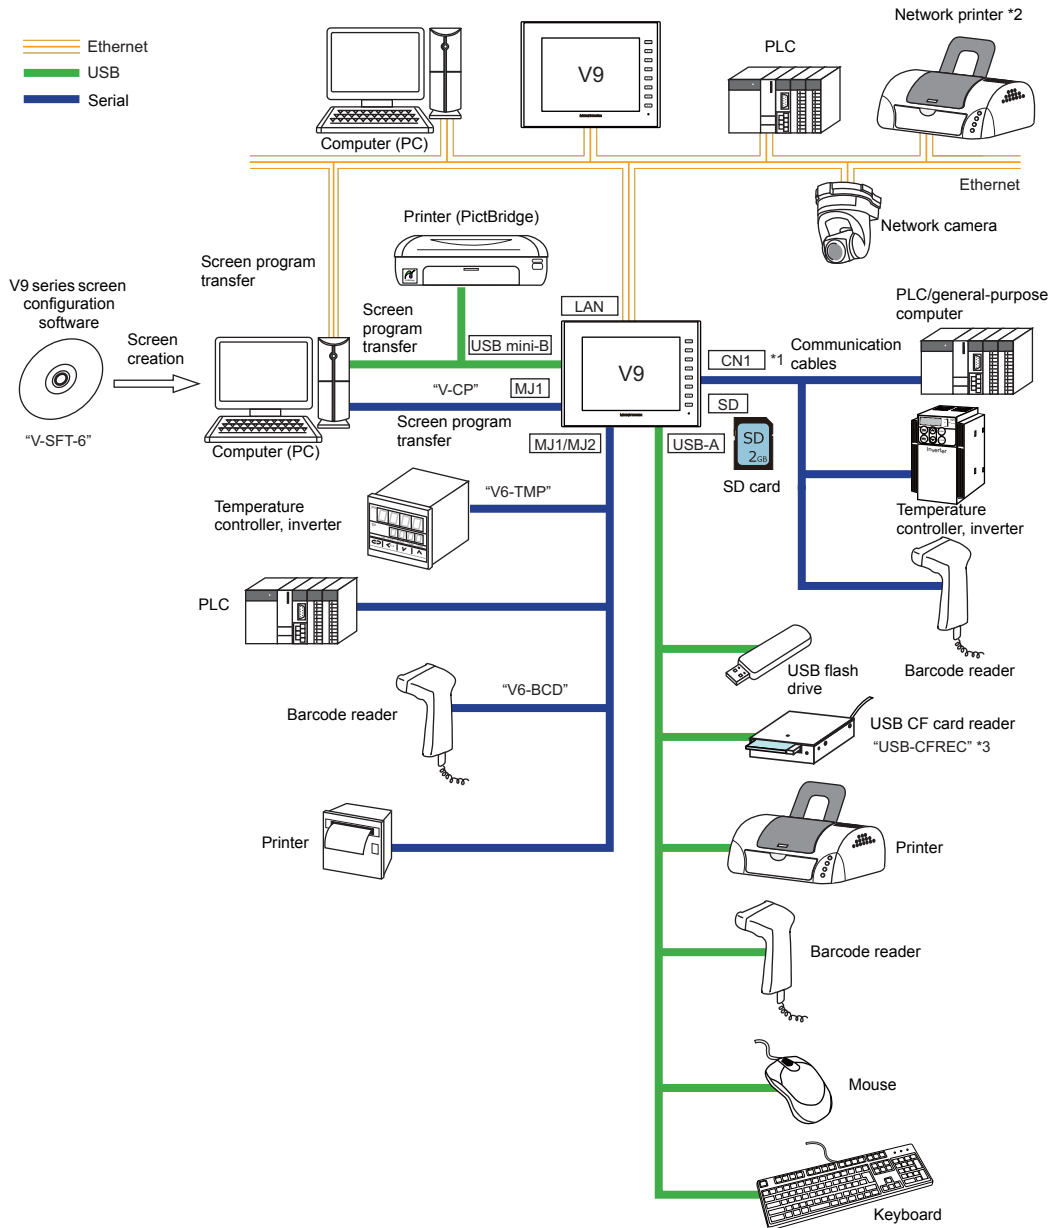 Network printer *2
Ethernet
USB
Serial
PLC
V9
Computer (PC)
Ethernet
Network camera
Printer (PictBridge)
Screen program
transfer
V9 series screen
configuration
software
PLC/general-purpose
computer
LAN
Screen
program
transfer
Screen
creation
USB mini-B
Communication
cables
CN1
*1
V9
"V-CP"
MJ1
SD
Screen program
transfer
"V-SFT-6"
Computer (PC)
MJ1/MJ2
USB-A
SD
2GB
SD card
Inverter
"V6-TMP"
Temperature
controller, inverter
Temperature
controller, inverter
PLC
USB flash
drive
Barcode reader
"V6-BCD"
Barcode reader
USB CF card reader
"USB-CFREC" *3
Printer
Printer
Barcode reader
Mouse
Keyboard